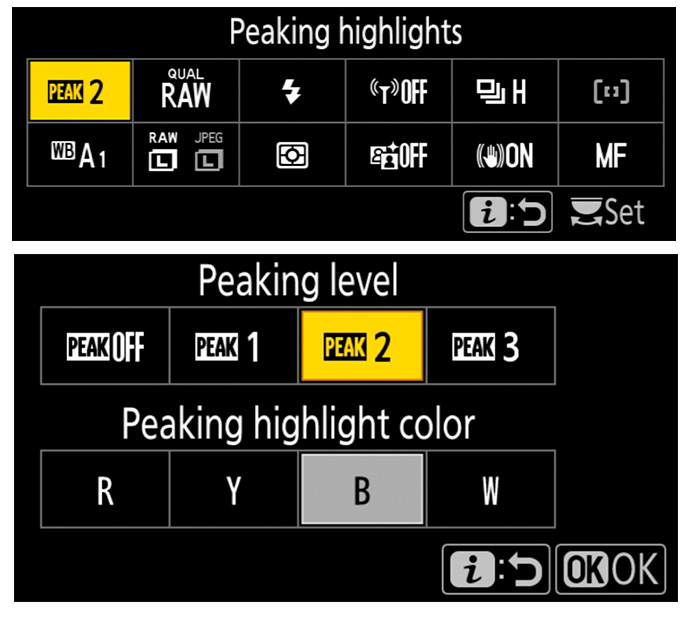 Peaking highlights
PEAK 2 QUAL RAW T OFF H
WB A1 RAW L JPEG L OFF ON MF
i : Set
Peaking level
PEAK OFF PEAK 1 PEAK 2 PEAK 3
Peaking highlight color
R Y B W
i : OK OK